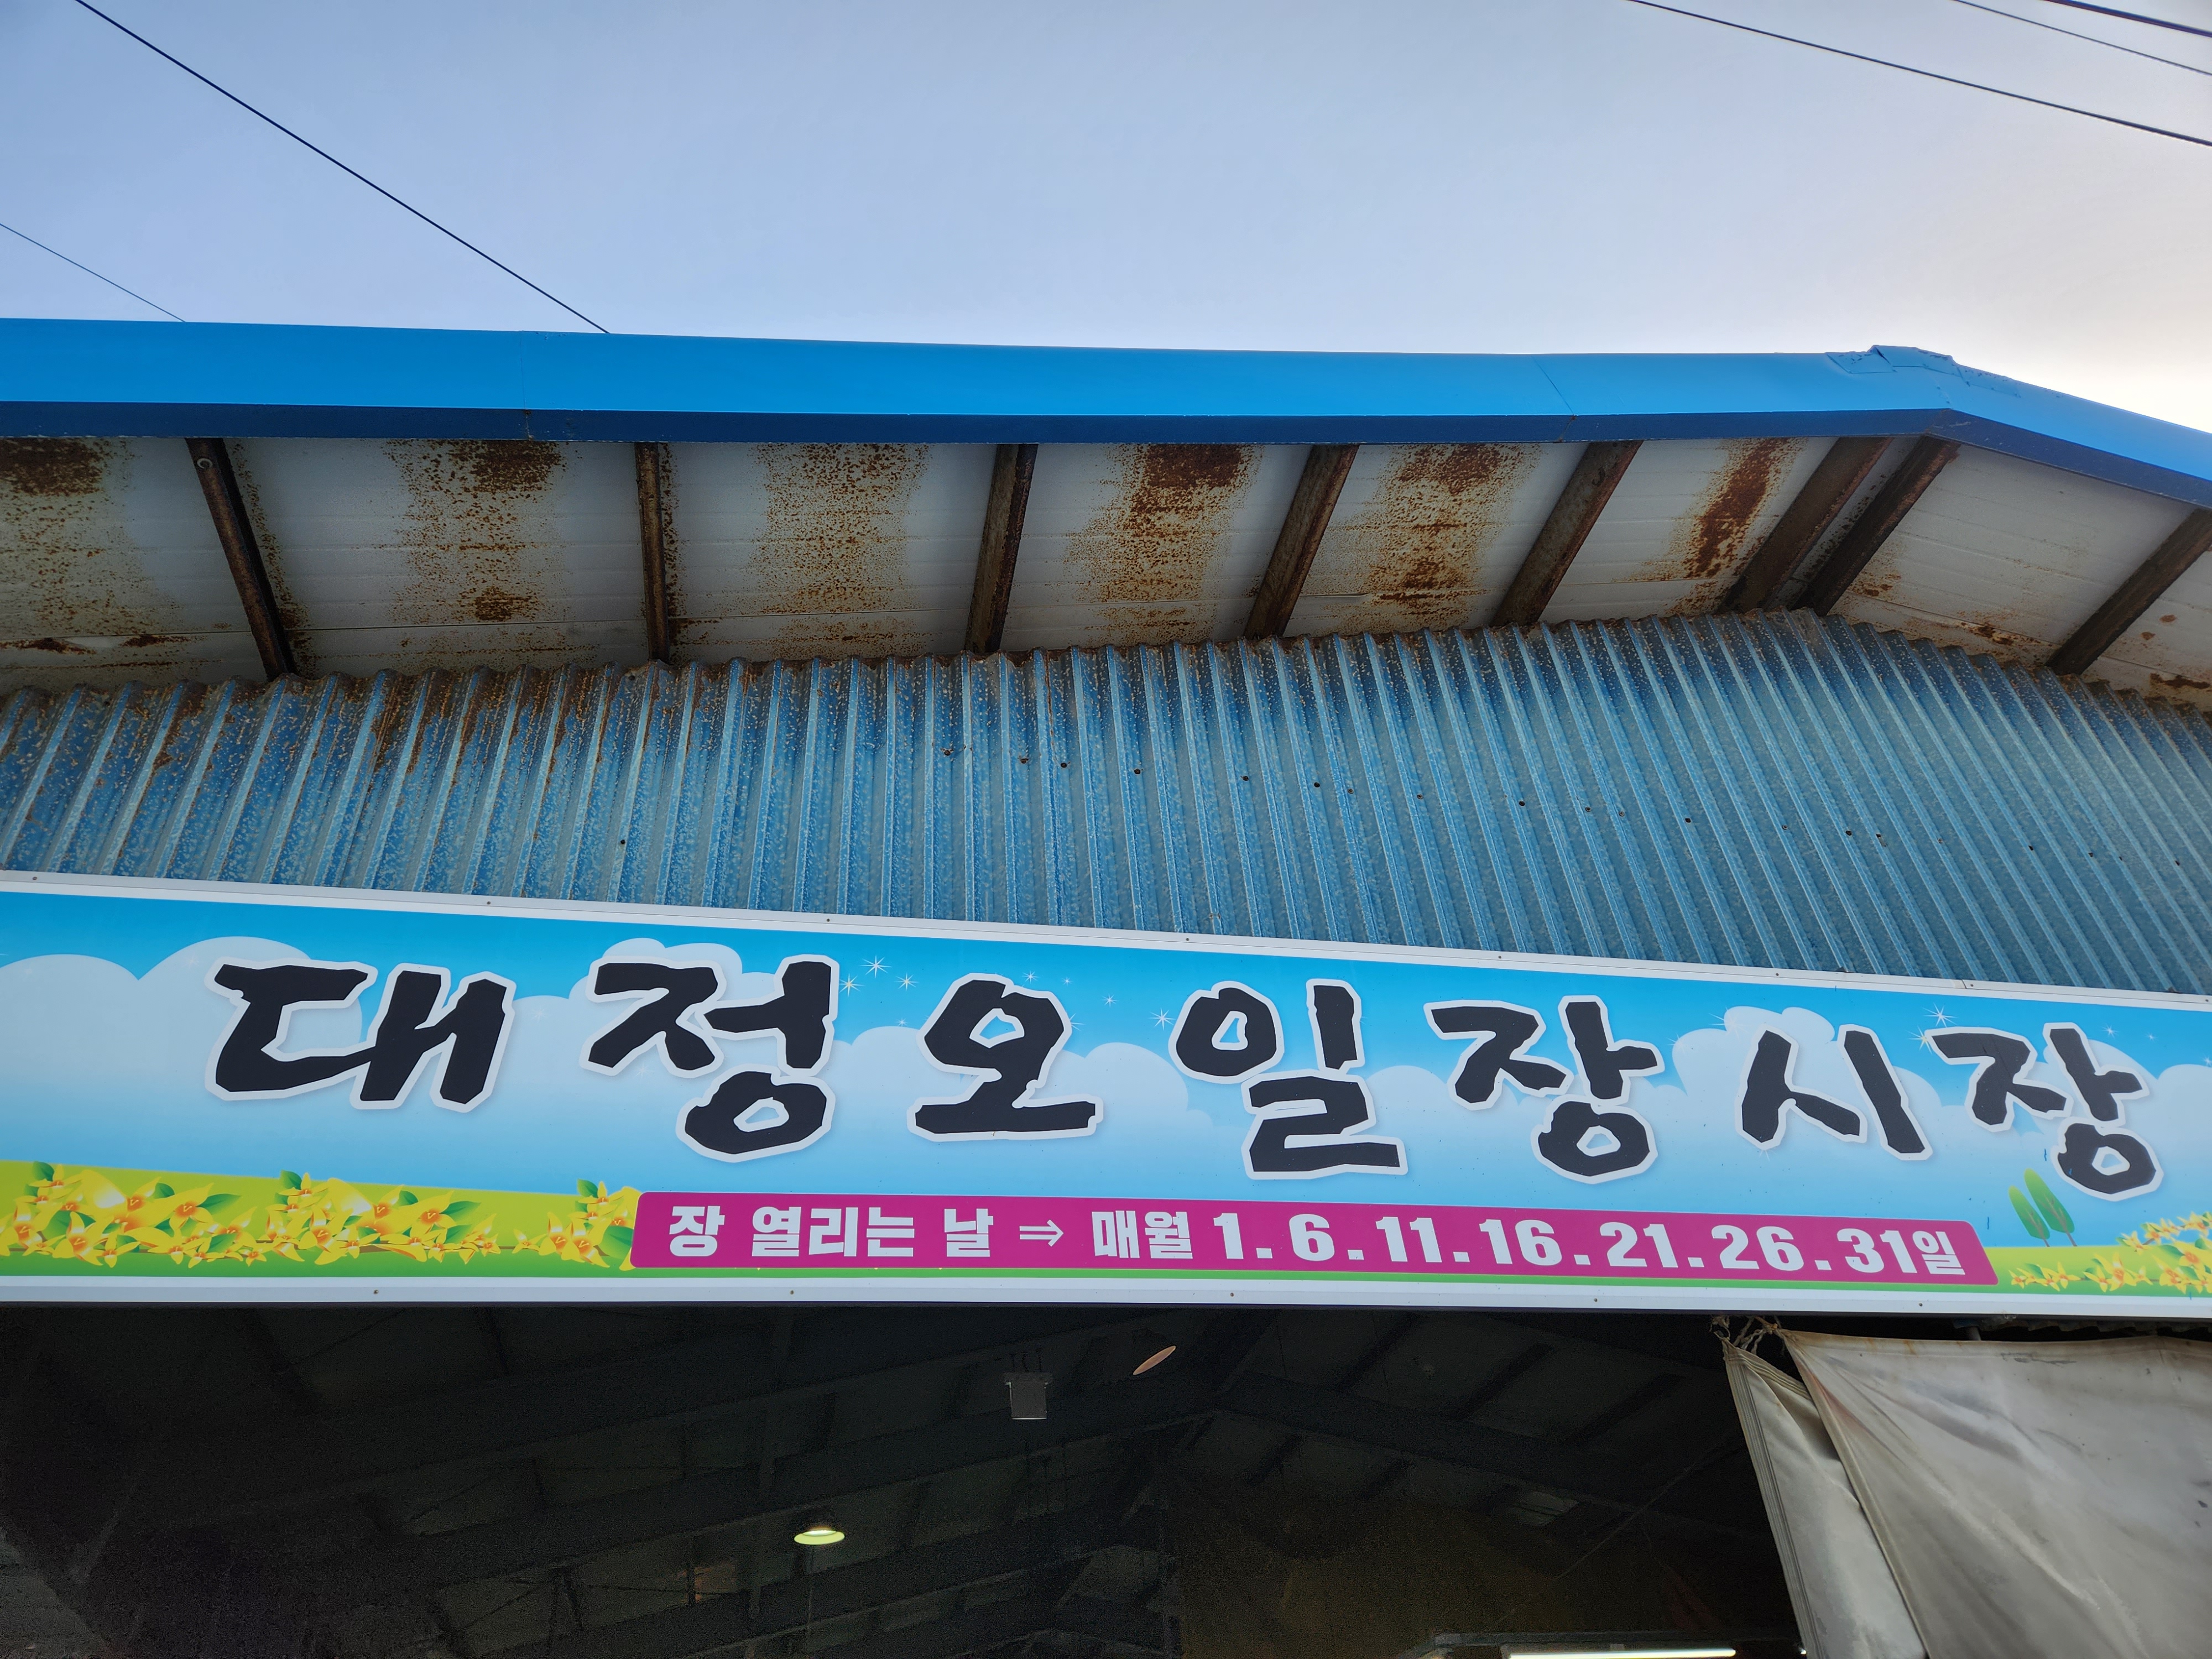 대정오일장시장
장 열리는 날 ⇒ 매월 1. 6. 11. 16. 21. 26. 31일